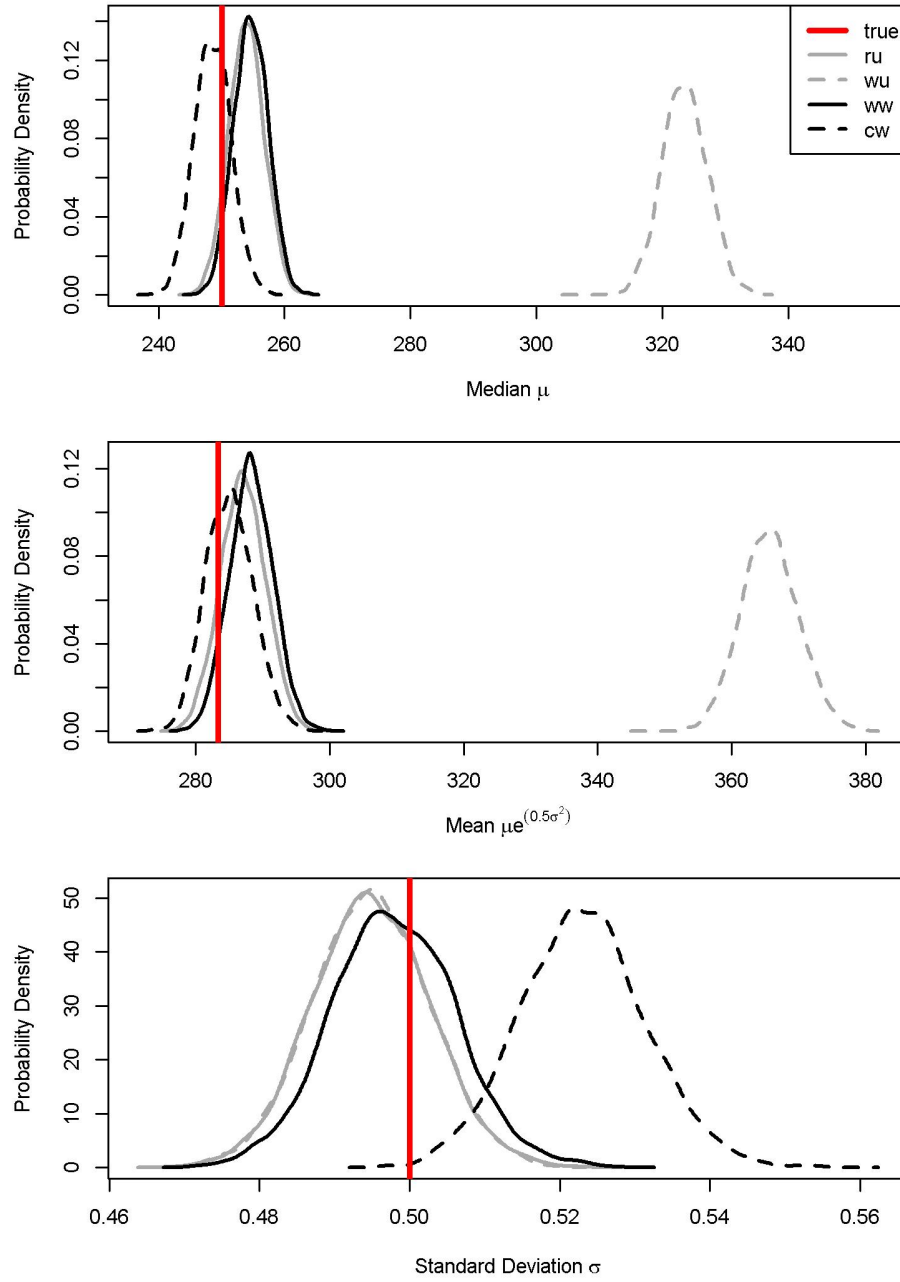 Probability Density
0.00 0.04 0.08 0.12
true
ru
wu
ww
cw
240 260 280 300 320 340
Median μ
Probability Density
0.00 0.04 0.08 0.12
280 300 320 340 360 380
Mean μe^(0.5σ²)
Probability Density
0 10 20 30 40 50
0.46 0.48 0.50 0.52 0.54 0.56
Standard Deviation σ